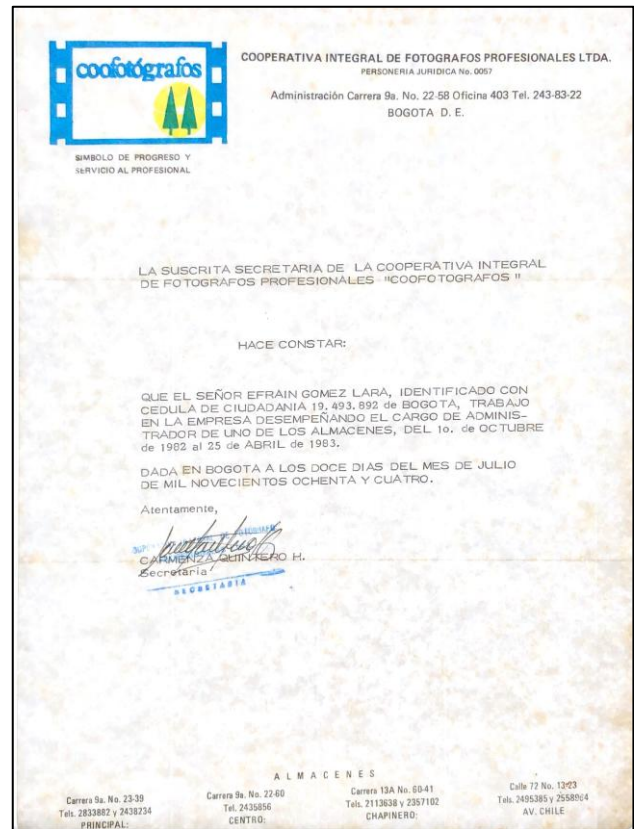 coofotógrafos
SIMBOLO DE PROGRESO Y
SERVICIO AL PROFESIONAL
COOPERATIVA INTEGRAL DE FOTOGRAFOS PROFESIONALES LTDA.
PERSONERIA JURIDICA No. 0057
Administración Carrera 9a. No. 22-58 Oficina 403 Tel. 243-83-22
BOGOTA D. E.
LA SUSCRITA SECRETARIA DE LA COOPERATIVA INTEGRAL
DE FOTOGRAFOS PROFESIONALES "COOFOTOGRAFOS"
HACE CONSTAR:
QUE EL SEÑOR EFRAIN GOMEZ LARA, IDENTIFICADO CON
CEDULA DE CIUDADANIA 19.493.892 de BOGOTA, TRABAJO
EN LA EMPRESA DESEMPEÑANDO EL CARGO DE ADMINIS-
TRADOR DE UNO DE LOS ALMACENES, DEL 1o. de OCTUBRE
de 1982 al 25 de ABRIL de 1983.
DADA EN BOGOTA A LOS DOCE DIAS DEL MES DE JULIO
DE MIL NOVECIENTOS OCHENTA Y CUATRO.
Atentamente,
CARMENZA QUINTERO H.
Secretaria
SECRETARIA
ALMACENES
Carrera 9a. No. 23-39
Tels. 2833882 y 2438234
PRINCIPAL:
Carrera 9a. No. 22-60
Tel. 2435856
CENTRO:
Carrera 13A No. 60-41
Tels. 2113638 y 2357102
CHAPINERO:
Calle 72 No. 13-23
Tels. 2495385 y 2558964
AV. CHILE